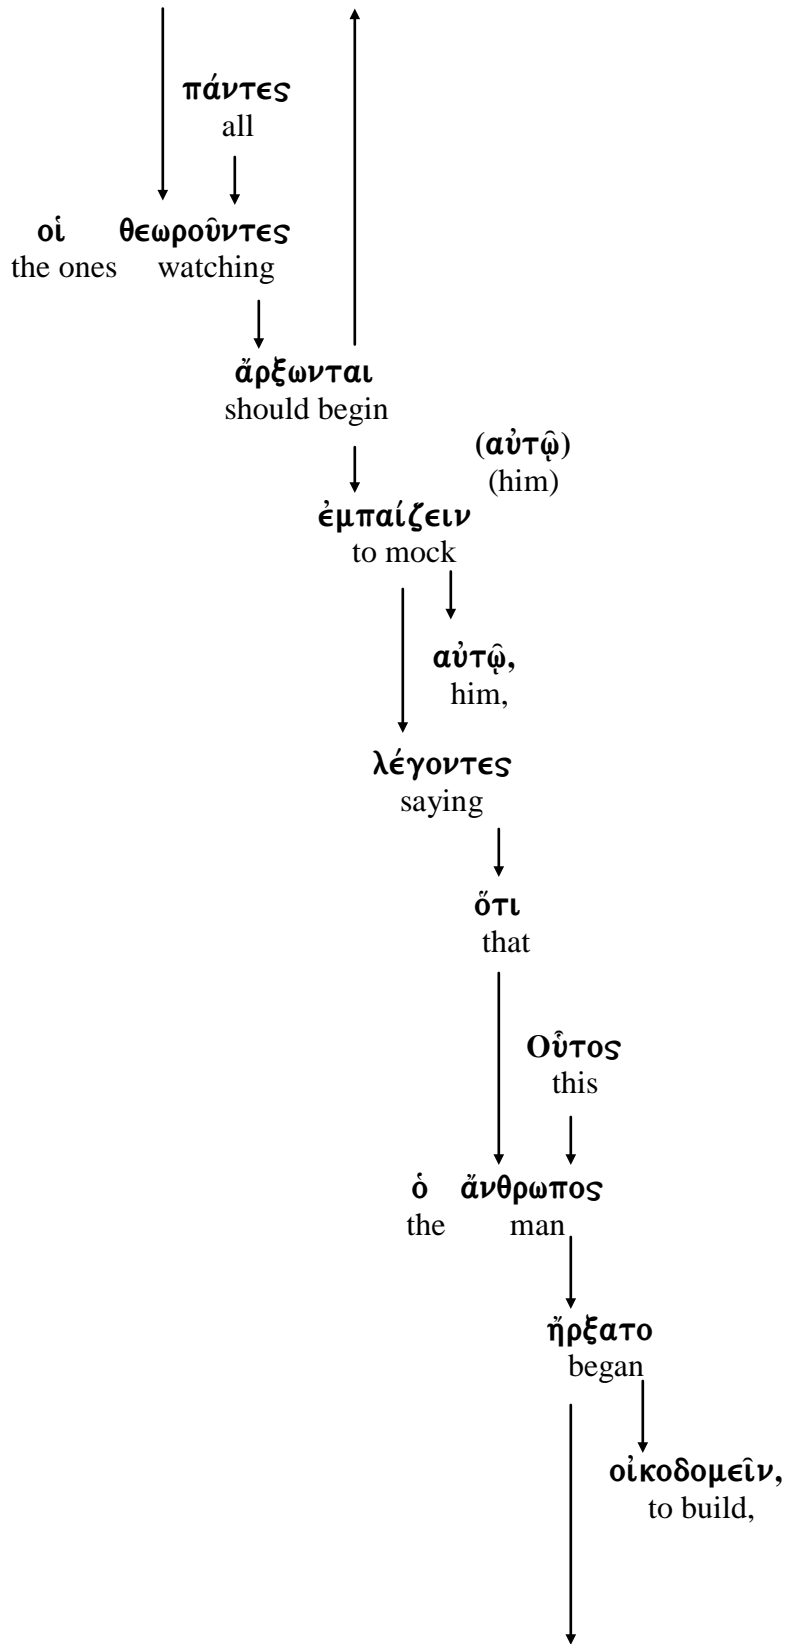 πάντες
all
οἱ θεωροῦντες
the ones watching
ἄρξωνται
should begin
(αὐτῷ)
(him)
ἐμπαίζειν
to mock
αὐτῷ,
him,
λέγοντες
saying
ὅτι
that
Οὗτος
this
ὁ ἄνθρωπος
the man
ἤρξατο
began
οἰκοδομεῖν,
to build,